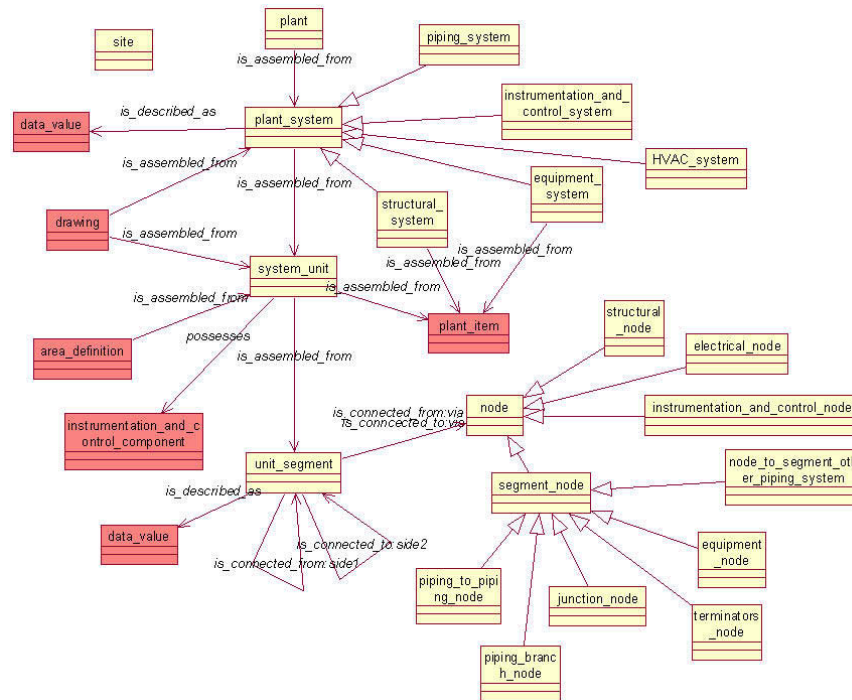 plant
site
piping_system
is_assembled_from
instrumentation_and_
control_system
is_described_as
data_value
plant_system
HVAC_system
is_assembled_from
is_assembled_from
equipment_
system
structural_
system
drawing
is_assembled_from
is_assembled_from
is_assembled_from
system_unit
is_assembled_from
is_assembled_from
structural
_node
plant_item
possesses
electrical_node
area_definition
is_assembled_from
node
instrumentation_and_control_node
is_connected_from:via
is_conncected_to:via
instrumentation_and_c
ontrol_component
unit_segment
node_to_segment_oth
er_piping_system
segment_node
is_described_as
data_value
is_connected_to:side2
is_connected_from:side1
equipment
_node
piping_to_pipi
ng_node
junction_node
terminators
_node
piping_branc
h_node